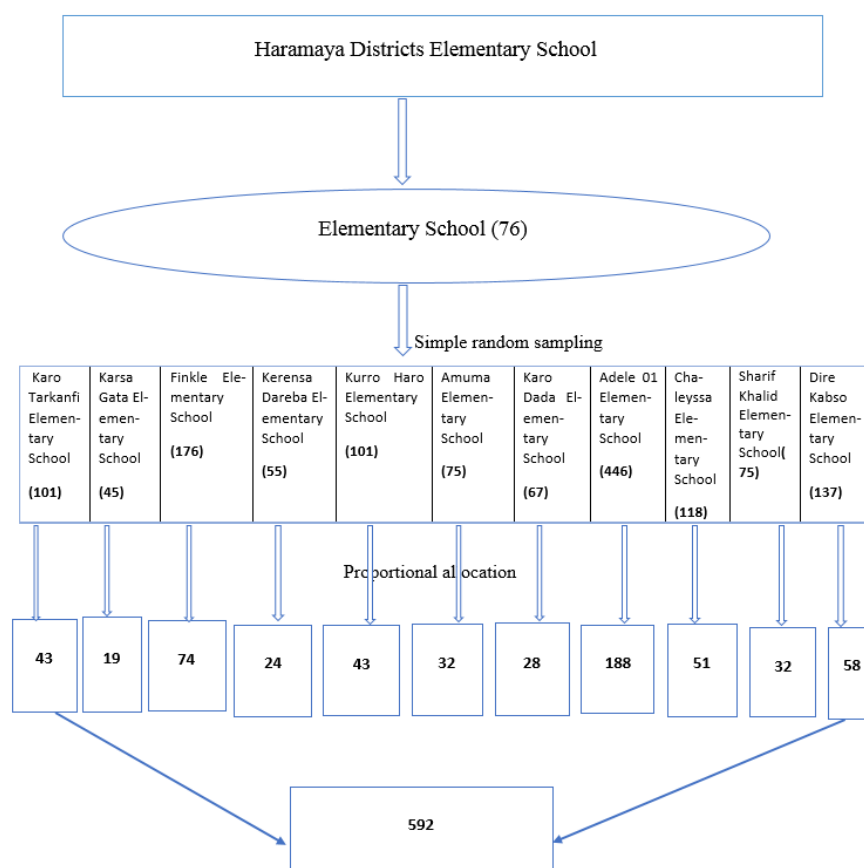 Haramaya Districts Elementary School
Elementary School (76)
Simple random sampling
Karo
Tarkanfi
Elemen-
tary
School
(101)
Karsa
Gata El-
emen-
tary
School
(45)
Finkle Ele-
mentary
School
(176)
Kerensa
Dareba El-
ementary
School
(55)
Kurro Haro
Elementary
School
(101)
Amuma
Elemen-
tary
School
(75)
Karo
Dada El-
emen-
tary
School
(67)
Adele 01
Elemen-
tary
School
(446)
Cha-
leyssa
Ele-
men-
tary
School
(118)
Sharif
Khalid
Elemen-
tary
School(
75)
Dire
Kabso
Elemen-
tary
School
(137)
Proportional allocation
43
19
74
24
43
32
28
188
51
32
58
592